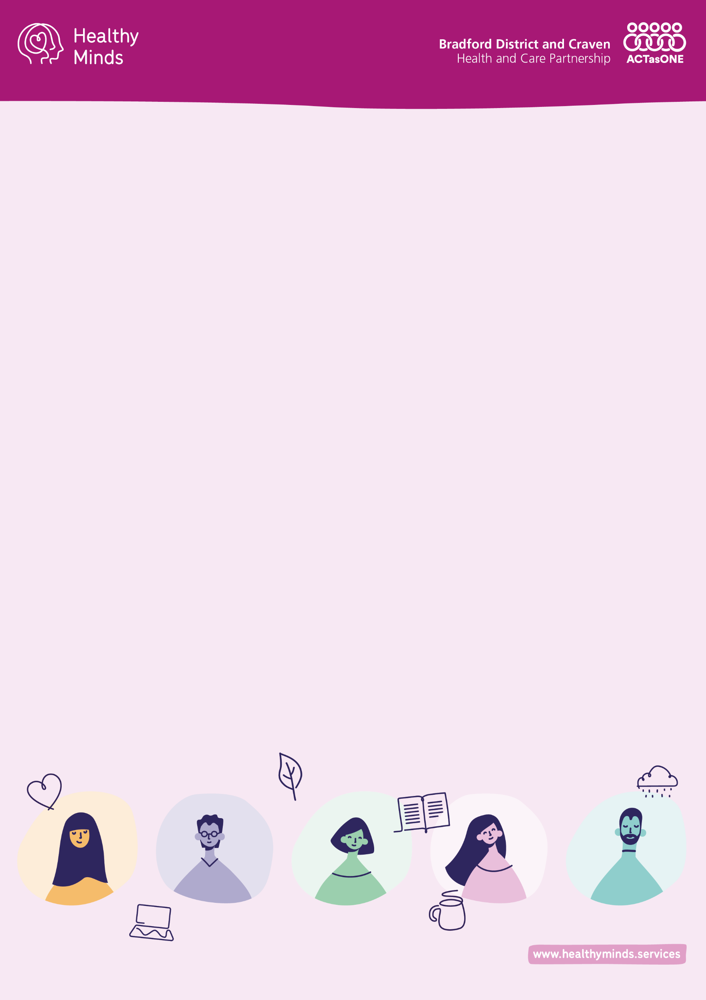 Healthy
Minds
Bradford District and Craven
Health and Care Partnership
ACTasONE
www.healthyminds.services